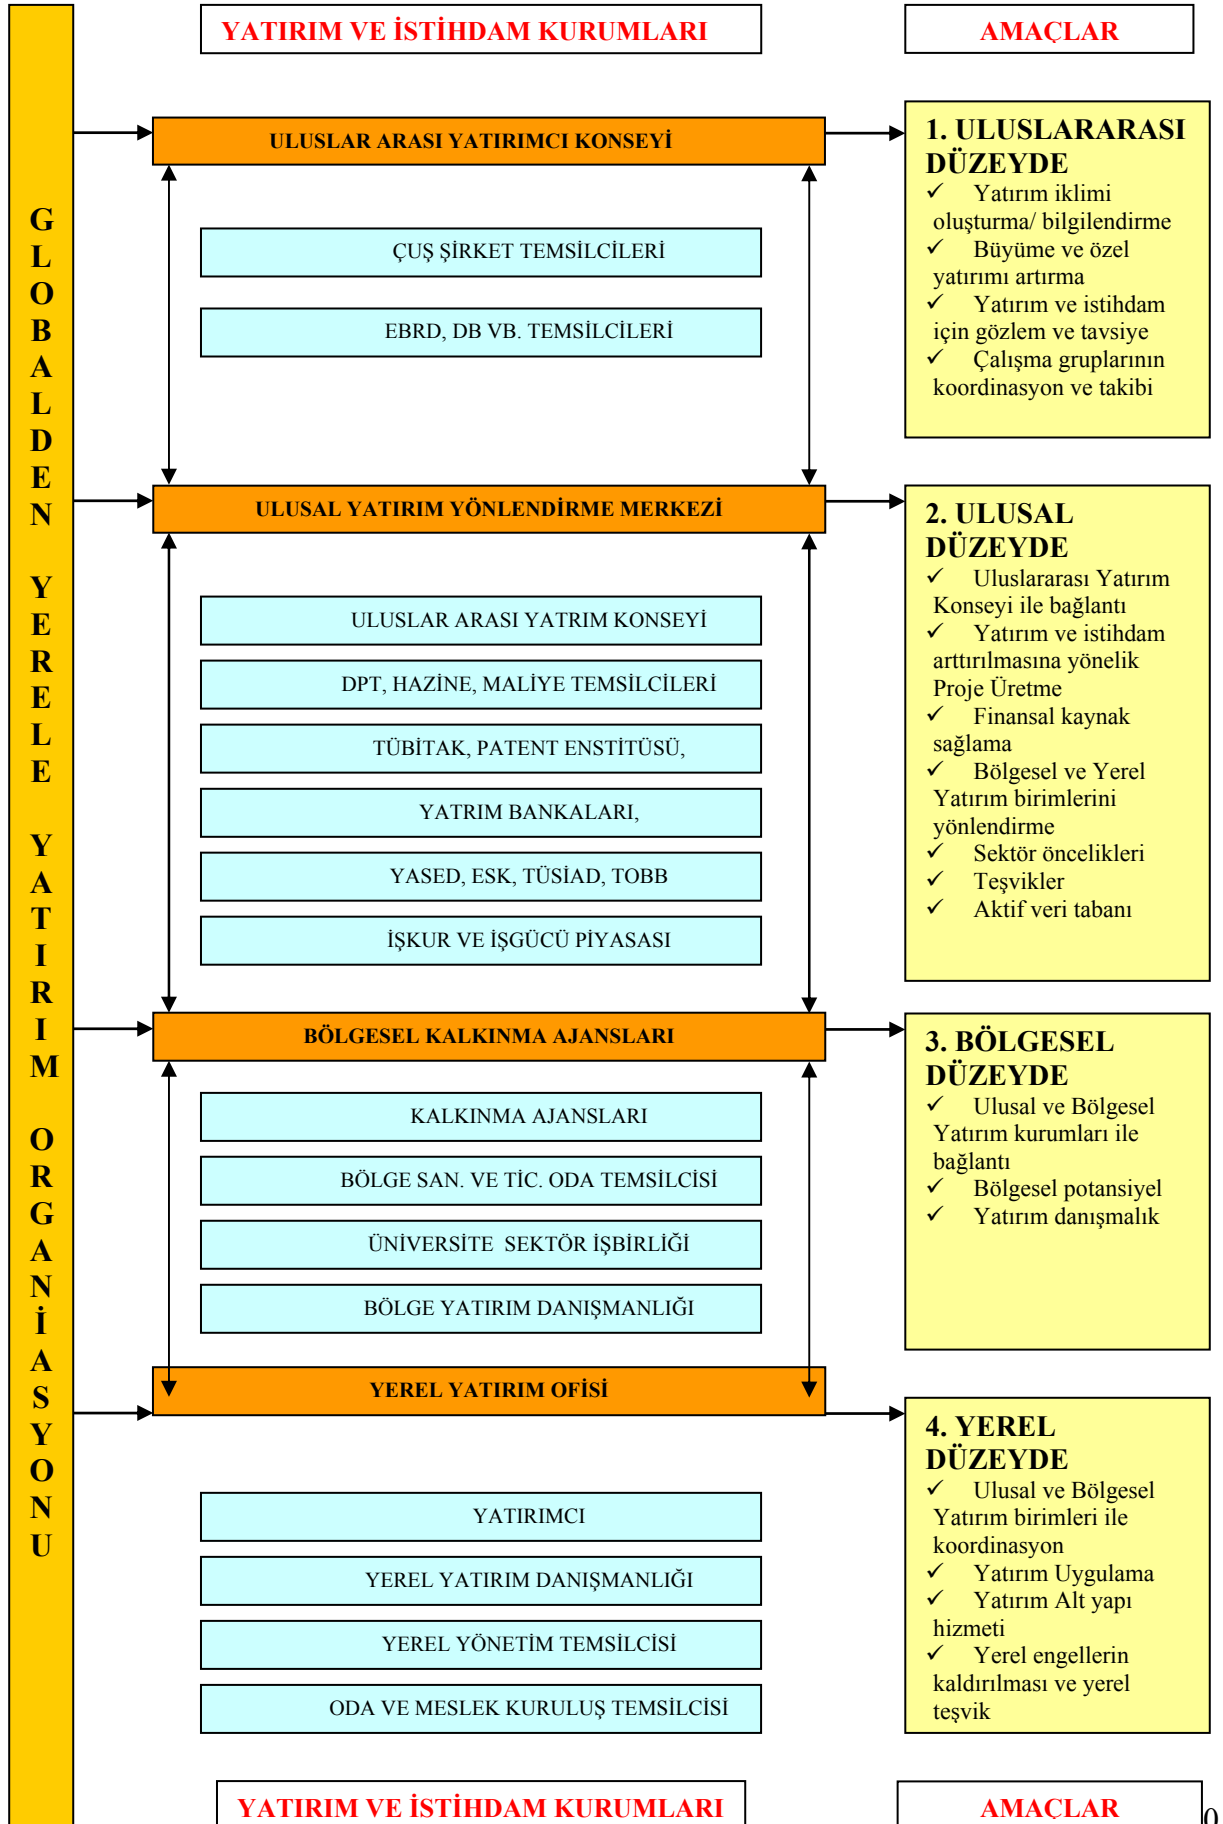 YATIRIM VE İSTİHDAM KURUMLARI
AMAÇLAR
GLOBALDEN YERELE YATIRIM ORGANİASYONU
ULUSLAR ARASI YATIRIMCI KONSEYİ
ÇUŞ ŞİRKET TEMSİLCİLERİ
EBRD, DB VB. TEMSİLCİLERİ
1. ULUSLARARASI
DÜZEYDE
✓ Yatırım iklimi
oluşturma/ bilgilendirme
✓ Büyüme ve özel
yatırımı artırma
✓ Yatırım ve istihdam
için gözlem ve tavsiye
✓ Çalışma gruplarının
koordinasyon ve takibi
ULUSAL YATIRIM YÖNLENDİRME MERKEZİ
ULUSLAR ARASI YATRIM KONSEYİ
DPT, HAZİNE, MALİYE TEMSİLCİLERİ
TÜBİTAK, PATENT ENSTİTÜSÜ,
YATRIM BANKALARI,
YASED, ESK, TÜSİAD, TOBB
İŞKUR VE İŞGÜCÜ PİYASASI
2. ULUSAL
DÜZEYDE
✓ Uluslararası Yatırım
Konseyi ile bağlantı
✓ Yatırım ve istihdam
arttırılmasına yönelik
Proje Üretme
✓ Finansal kaynak
sağlama
✓ Bölgesel ve Yerel
Yatırım birimlerini
yönlendirme
✓ Sektör öncelikleri
✓ Teşvikler
✓ Aktif veri tabanı
BÖLGESEL KALKINMA AJANSLARI
KALKINMA AJANSLARI
BÖLGE SAN. VE TİC. ODA TEMSİLCİSİ
ÜNİVERSİTE SEKTÖR İŞBİRLİĞİ
BÖLGE YATIRIM DANIŞMANLIĞI
3. BÖLGESEL
DÜZEYDE
✓ Ulusal ve Bölgesel
Yatırım kurumları ile
bağlantı
✓ Bölgesel potansiyel
✓ Yatırım danışmalık
YEREL YATIRIM OFİSİ
YATIRIMCI
YEREL YATIRIM DANIŞMANLIĞI
YEREL YÖNETİM TEMSİLCİSİ
ODA VE MESLEK KURULUŞ TEMSİLCİSİ
4. YEREL
DÜZEYDE
✓ Ulusal ve Bölgesel
Yatırım birimleri ile
koordinasyon
✓ Yatırım Uygulama
✓ Yatırım Alt yapı
hizmeti
✓ Yerel engellerin
kaldırılması ve yerel
teşvik
YATIRIM VE İSTİHDAM KURUMLARI
AMAÇLAR